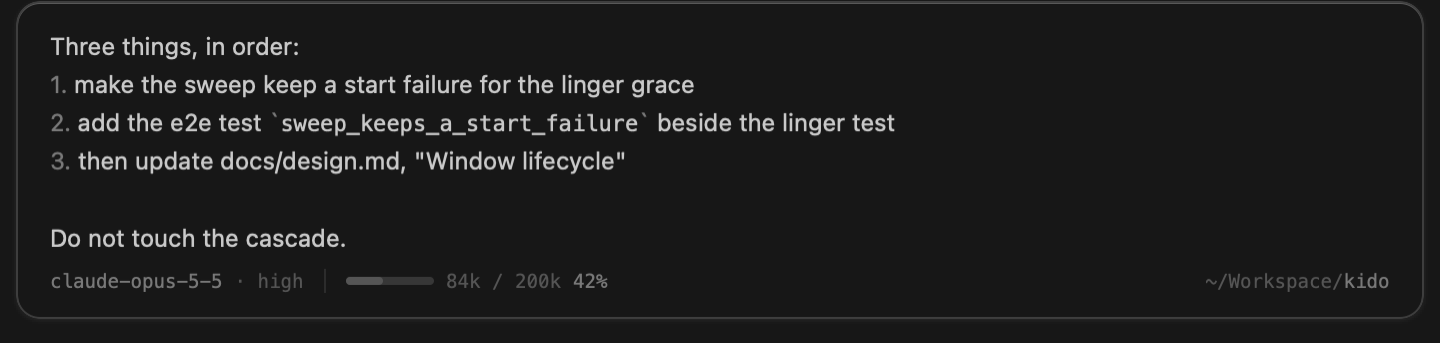 Three things, in order:
1. make the sweep keep a start failure for the linger grace
2. add the e2e test `sweep_keeps_a_start_failure` beside the linger test
3. then update docs/design.md, "Window lifecycle"
Do not touch the cascade.
claude-opus-5-5 · high | 84k / 200k 42% ~/Workspace/kido